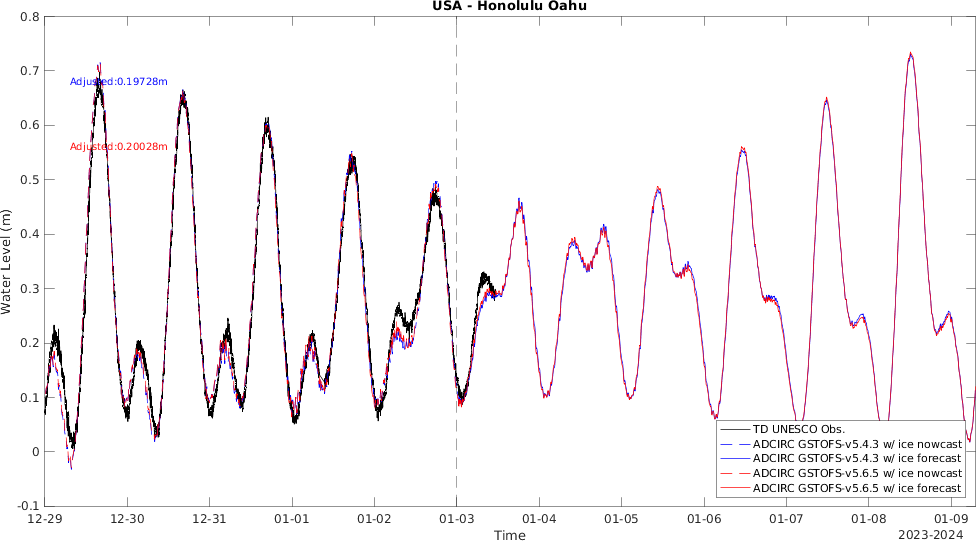 USA - Honolulu Oahu
0.8
0.7
0.6
0.5
0.4
0.3
0.2
0.1
0
-0.1
Water Level (m)
Adjusted:0.19728m
Adjusted:0.20028m
TD UNESCO Obs.
ADCIRC GSTOFS-v5.4.3 w/ ice nowcast
ADCIRC GSTOFS-v5.4.3 w/ ice forecast
ADCIRC GSTOFS-v5.6.5 w/ ice nowcast
ADCIRC GSTOFS-v5.6.5 w/ ice forecast
12-29 12-30 12-31 01-01 01-02 01-03 01-04 01-05 01-06 01-07 01-08 01-09
Time
2023-2024